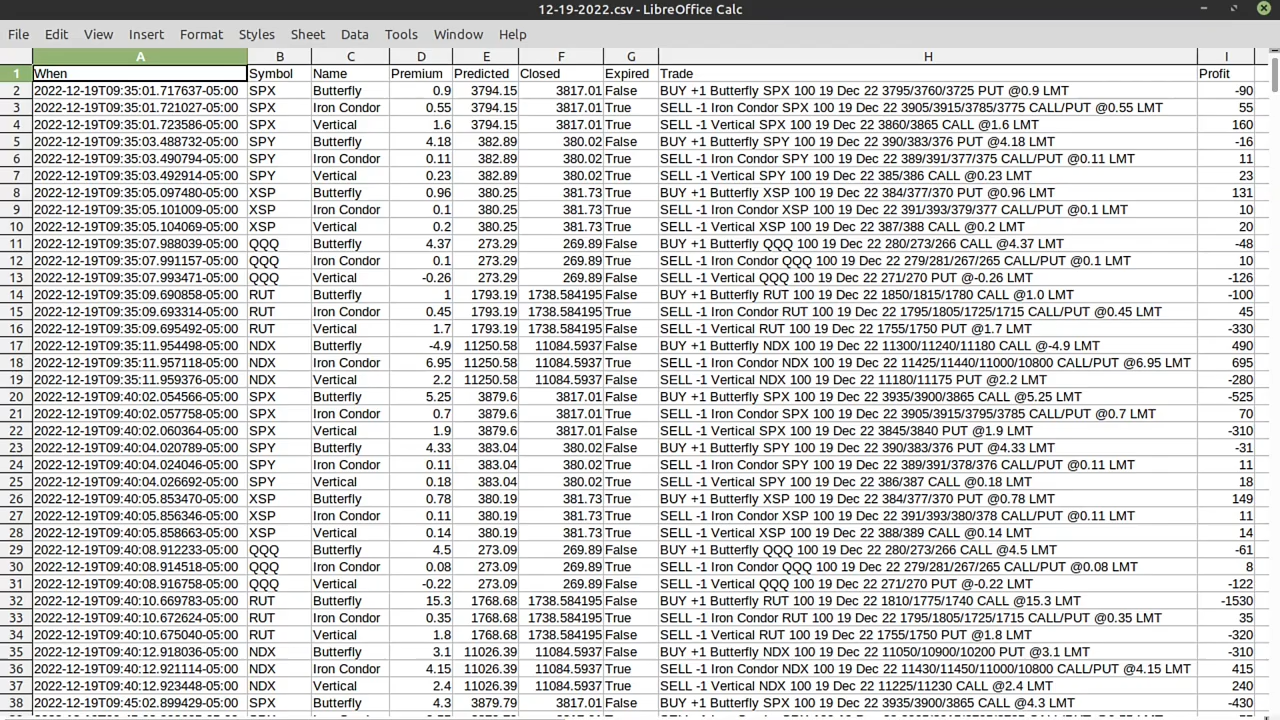 12-19-2022.csv - LibreOffice Calc
File Edit View Insert Format Styles Sheet Data Tools Window Help
A B C D E F G H I
1 When Symbol Name Premium Predicted Closed Expired Trade Profit
2 2022-12-19T09:35:01.717637-05:00 SPX Butterfly 0.9 3794.15 3817.01 False BUY +1 Butterfly SPX 100 19 Dec 22 3795/3760/3725 PUT @0.9 LMT -90
3 2022-12-19T09:35:01.721027-05:00 SPX Iron Condor 0.55 3794.15 3817.01 True SELL -1 Iron Condor SPX 100 19 Dec 22 3905/3915/3785/3775 CALL/PUT @0.55 LMT 55
4 2022-12-19T09:35:01.723586-05:00 SPX Vertical 1.6 3794.15 3817.01 True SELL -1 Vertical SPX 100 19 Dec 22 3860/3865 CALL @1.6 LMT 160
5 2022-12-19T09:35:03.488732-05:00 SPY Butterfly 4.18 382.89 380.02 False BUY +1 Butterfly SPY 100 19 Dec 22 390/383/376 PUT @4.18 LMT -16
6 2022-12-19T09:35:03.490794-05:00 SPY Iron Condor 0.11 382.89 380.02 True SELL -1 Iron Condor SPY 100 19 Dec 22 389/391/377/375 CALL/PUT @0.11 LMT 11
7 2022-12-19T09:35:03.492914-05:00 SPY Vertical 0.23 382.89 380.02 True SELL -1 Vertical SPY 100 19 Dec 22 385/386 CALL @0.23 LMT 23
8 2022-12-19T09:35:05.097480-05:00 XSP Butterfly 0.96 380.25 381.73 False BUY +1 Butterfly XSP 100 19 Dec 22 384/377/370 PUT @0.96 LMT 131
9 2022-12-19T09:35:05.101009-05:00 XSP Iron Condor 0.1 380.25 381.73 True SELL -1 Iron Condor XSP 100 19 Dec 22 391/393/379/377 CALL/PUT @0.1 LMT 10
10 2022-12-19T09:35:05.104069-05:00 XSP Vertical 0.2 380.25 381.73 True SELL -1 Vertical XSP 100 19 Dec 22 387/388 CALL @0.2 LMT 20
11 2022-12-19T09:35:07.988039-05:00 QQQ Butterfly 4.37 273.29 269.89 False BUY +1 Butterfly QQQ 100 19 Dec 22 280/273/266 CALL @4.37 LMT -48
12 2022-12-19T09:35:07.991157-05:00 QQQ Iron Condor 0.1 273.29 269.89 True SELL -1 Iron Condor QQQ 100 19 Dec 22 279/281/267/265 CALL/PUT @0.1 LMT 10
13 2022-12-19T09:35:07.993471-05:00 QQQ Vertical -0.26 273.29 269.89 False SELL -1 Vertical QQQ 100 19 Dec 22 271/270 PUT @-0.26 LMT -126
14 2022-12-19T09:35:09.690858-05:00 RUT Butterfly 1 1793.19 1738.584195 False BUY +1 Butterfly RUT 100 19 Dec 22 1850/1815/1780 CALL @1.0 LMT -100
15 2022-12-19T09:35:09.693314-05:00 RUT Iron Condor 0.45 1793.19 1738.584195 True SELL -1 Iron Condor RUT 100 19 Dec 22 1795/1805/1725/1715 CALL/PUT @0.45 LMT 45
16 2022-12-19T09:35:09.695492-05:00 RUT Vertical 1.7 1793.19 1738.584195 False SELL -1 Vertical RUT 100 19 Dec 22 1755/1750 PUT @1.7 LMT -330
17 2022-12-19T09:35:11.954498-05:00 NDX Butterfly -4.9 11250.58 11084.5937 False BUY +1 Butterfly NDX 100 19 Dec 22 11300/11240/11180 CALL @-4.9 LMT 490
18 2022-12-19T09:35:11.957118-05:00 NDX Iron Condor 6.95 11250.58 11084.5937 True SELL -1 Iron Condor NDX 100 19 Dec 22 11425/11440/11000/10800 CALL/PUT @6.95 LMT 695
19 2022-12-19T09:35:11.959376-05:00 NDX Vertical 2.2 11250.58 11084.5937 False SELL -1 Vertical NDX 100 19 Dec 22 11180/11175 PUT @2.2 LMT -280
20 2022-12-19T09:40:02.054566-05:00 SPX Butterfly 5.25 3879.6 3817.01 False BUY +1 Butterfly SPX 100 19 Dec 22 3935/3900/3865 CALL @5.25 LMT -525
21 2022-12-19T09:40:02.057758-05:00 SPX Iron Condor 0.7 3879.6 3817.01 True SELL -1 Iron Condor SPX 100 19 Dec 22 3905/3915/3795/3785 CALL/PUT @0.7 LMT 70
22 2022-12-19T09:40:02.060364-05:00 SPX Vertical 1.9 3879.6 3817.01 False SELL -1 Vertical SPX 100 19 Dec 22 3845/3840 PUT @1.9 LMT -310
23 2022-12-19T09:40:04.020789-05:00 SPY Butterfly 4.33 383.04 380.02 False BUY +1 Butterfly SPY 100 19 Dec 22 390/383/376 PUT @4.33 LMT -31
24 2022-12-19T09:40:04.024046-05:00 SPY Iron Condor 0.11 383.04 380.02 True SELL -1 Iron Condor SPY 100 19 Dec 22 389/391/378/376 CALL/PUT @0.11 LMT 11
25 2022-12-19T09:40:04.026692-05:00 SPY Vertical 0.18 383.04 380.02 True SELL -1 Vertical SPY 100 19 Dec 22 386/387 CALL @0.18 LMT 18
26 2022-12-19T09:40:05.853470-05:00 XSP Butterfly 0.78 380.19 381.73 False BUY +1 Butterfly XSP 100 19 Dec 22 384/377/370 PUT @0.78 LMT 149
27 2022-12-19T09:40:05.856346-05:00 XSP Iron Condor 0.11 380.19 381.73 True SELL -1 Iron Condor XSP 100 19 Dec 22 391/393/380/378 CALL/PUT @0.11 LMT 11
28 2022-12-19T09:40:05.858663-05:00 XSP Vertical 0.14 380.19 381.73 True SELL -1 Vertical XSP 100 19 Dec 22 388/389 CALL @0.14 LMT 14
29 2022-12-19T09:40:08.912233-05:00 QQQ Butterfly 4.5 273.09 269.89 False BUY +1 Butterfly QQQ 100 19 Dec 22 280/273/266 CALL @4.5 LMT -61
30 2022-12-19T09:40:08.914518-05:00 QQQ Iron Condor 0.08 273.09 269.89 True SELL -1 Iron Condor QQQ 100 19 Dec 22 279/281/267/265 CALL/PUT @0.08 LMT 8
31 2022-12-19T09:40:08.916758-05:00 QQQ Vertical -0.22 273.09 269.89 False SELL -1 Vertical QQQ 100 19 Dec 22 271/270 PUT @-0.22 LMT -122
32 2022-12-19T09:40:10.669783-05:00 RUT Butterfly 15.3 1768.68 1738.584195 False BUY +1 Butterfly RUT 100 19 Dec 22 1810/1775/1740 CALL @15.3 LMT -1530
33 2022-12-19T09:40:10.672624-05:00 RUT Iron Condor 0.35 1768.68 1738.584195 True SELL -1 Iron Condor RUT 100 19 Dec 22 1795/1805/1725/1715 CALL/PUT @0.35 LMT 35
34 2022-12-19T09:40:10.675040-05:00 RUT Vertical 1.8 1768.68 1738.584195 False SELL -1 Vertical RUT 100 19 Dec 22 1755/1750 PUT @1.8 LMT -320
35 2022-12-19T09:40:12.918036-05:00 NDX Butterfly 3.1 11026.39 11084.5937 False BUY +1 Butterfly NDX 100 19 Dec 22 11050/10900/10200 PUT @3.1 LMT -310
36 2022-12-19T09:40:12.921114-05:00 NDX Iron Condor 4.15 11026.39 11084.5937 True SELL -1 Iron Condor NDX 100 19 Dec 22 11430/11450/11000/10800 CALL/PUT @4.15 LMT 415
37 2022-12-19T09:40:12.923448-05:00 NDX Vertical 2.4 11026.39 11084.5937 True SELL -1 Vertical NDX 100 19 Dec 22 11225/11230 CALL @2.4 LMT 240
38 2022-12-19T09:45:02.899429-05:00 SPX Butterfly 4.3 3879.79 3817.01 False BUY +1 Butterfly SPX 100 19 Dec 22 3935/3900/3865 CALL @4.3 LMT -430